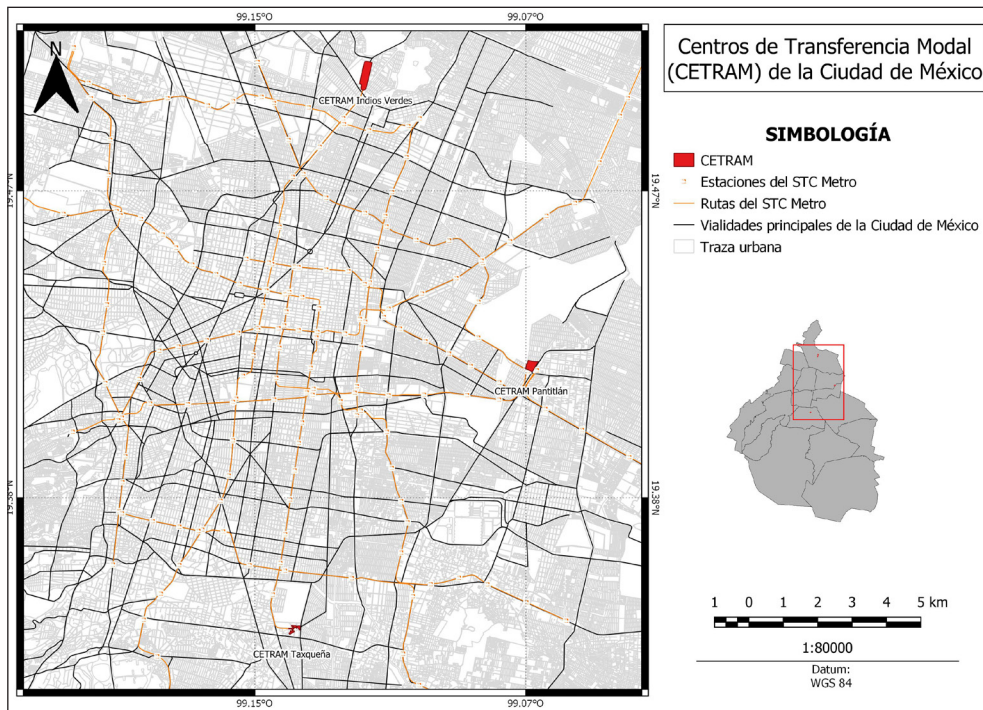 99.15°O
99.07°O
N
CETRAM Indios Verdes
19.47°N
19.47°N
CETRAM Pantitlán
19.38°N
19.38°N
CETRAM Taxqueña
99.15°O
99.07°O
Centros de Transferencia Modal
(CETRAM) de la Ciudad de México
SIMBOLOGÍA
CETRAM
Estaciones del STC Metro
Rutas del STC Metro
Vialidades principales de la Ciudad de México
Traza urbana
1 0 1 2 3 4 5 km
1:80000
Datum:
WGS 84